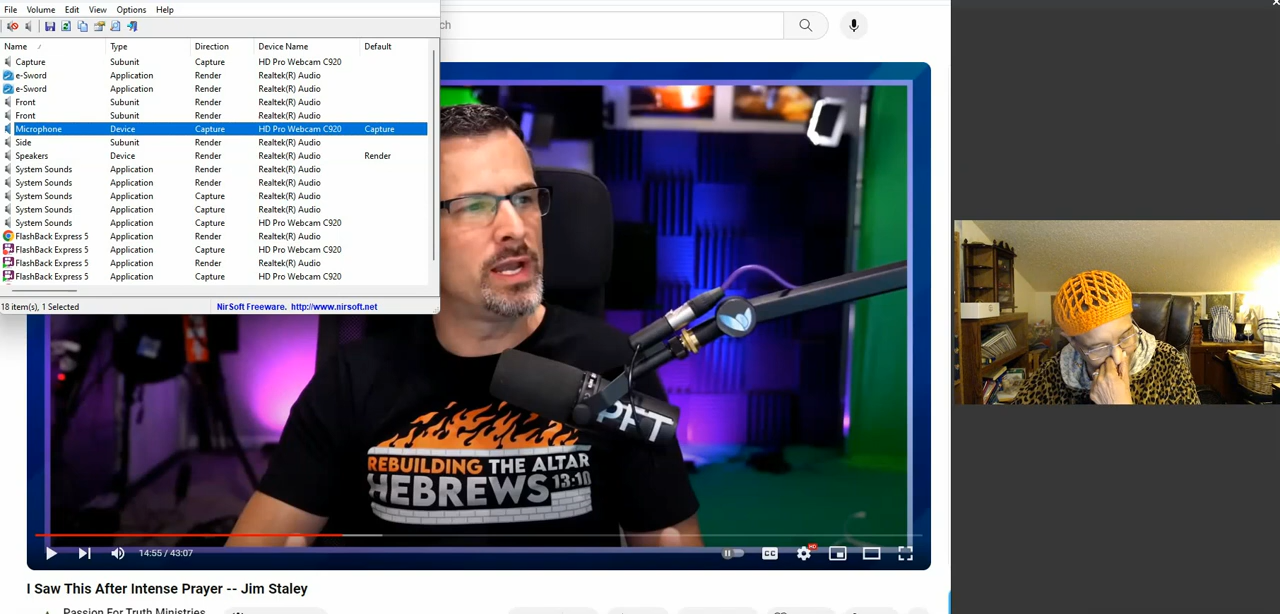 File Volume Edit View Options Help
Name Type Direction Device Name Default
Capture Subunit Capture HD Pro Webcam C920
e-Sword Application Render Realtek(R) Audio
e-Sword Application Render Realtek(R) Audio
Front Subunit Render Realtek(R) Audio
Front Subunit Render Realtek(R) Audio
Microphone Device Capture HD Pro Webcam C920 Capture
Side Subunit Render Realtek(R) Audio
Speakers Device Render Realtek(R) Audio Render
System Sounds Application Render Realtek(R) Audio
System Sounds Application Render Realtek(R) Audio
System Sounds Application Capture Realtek(R) Audio
System Sounds Application Render Realtek(R) Audio
System Sounds Application Capture HD Pro Webcam C920
FlashBack Express 5 Application Render Realtek(R) Audio
FlashBack Express 5 Application Capture HD Pro Webcam C920
FlashBack Express 5 Application Render Realtek(R) Audio
FlashBack Express 5 Application Capture HD Pro Webcam C920
18 item(s), 1 Selected NirSoft Freeware. http://www.nirsoft.net
ch
PFT
REBUILDING THE ALTAR
HEBREWS 13:10
14:55 / 43:07
CC
HD
I Saw This After Intense Prayer -- Jim Staley
Passion For Truth Ministries